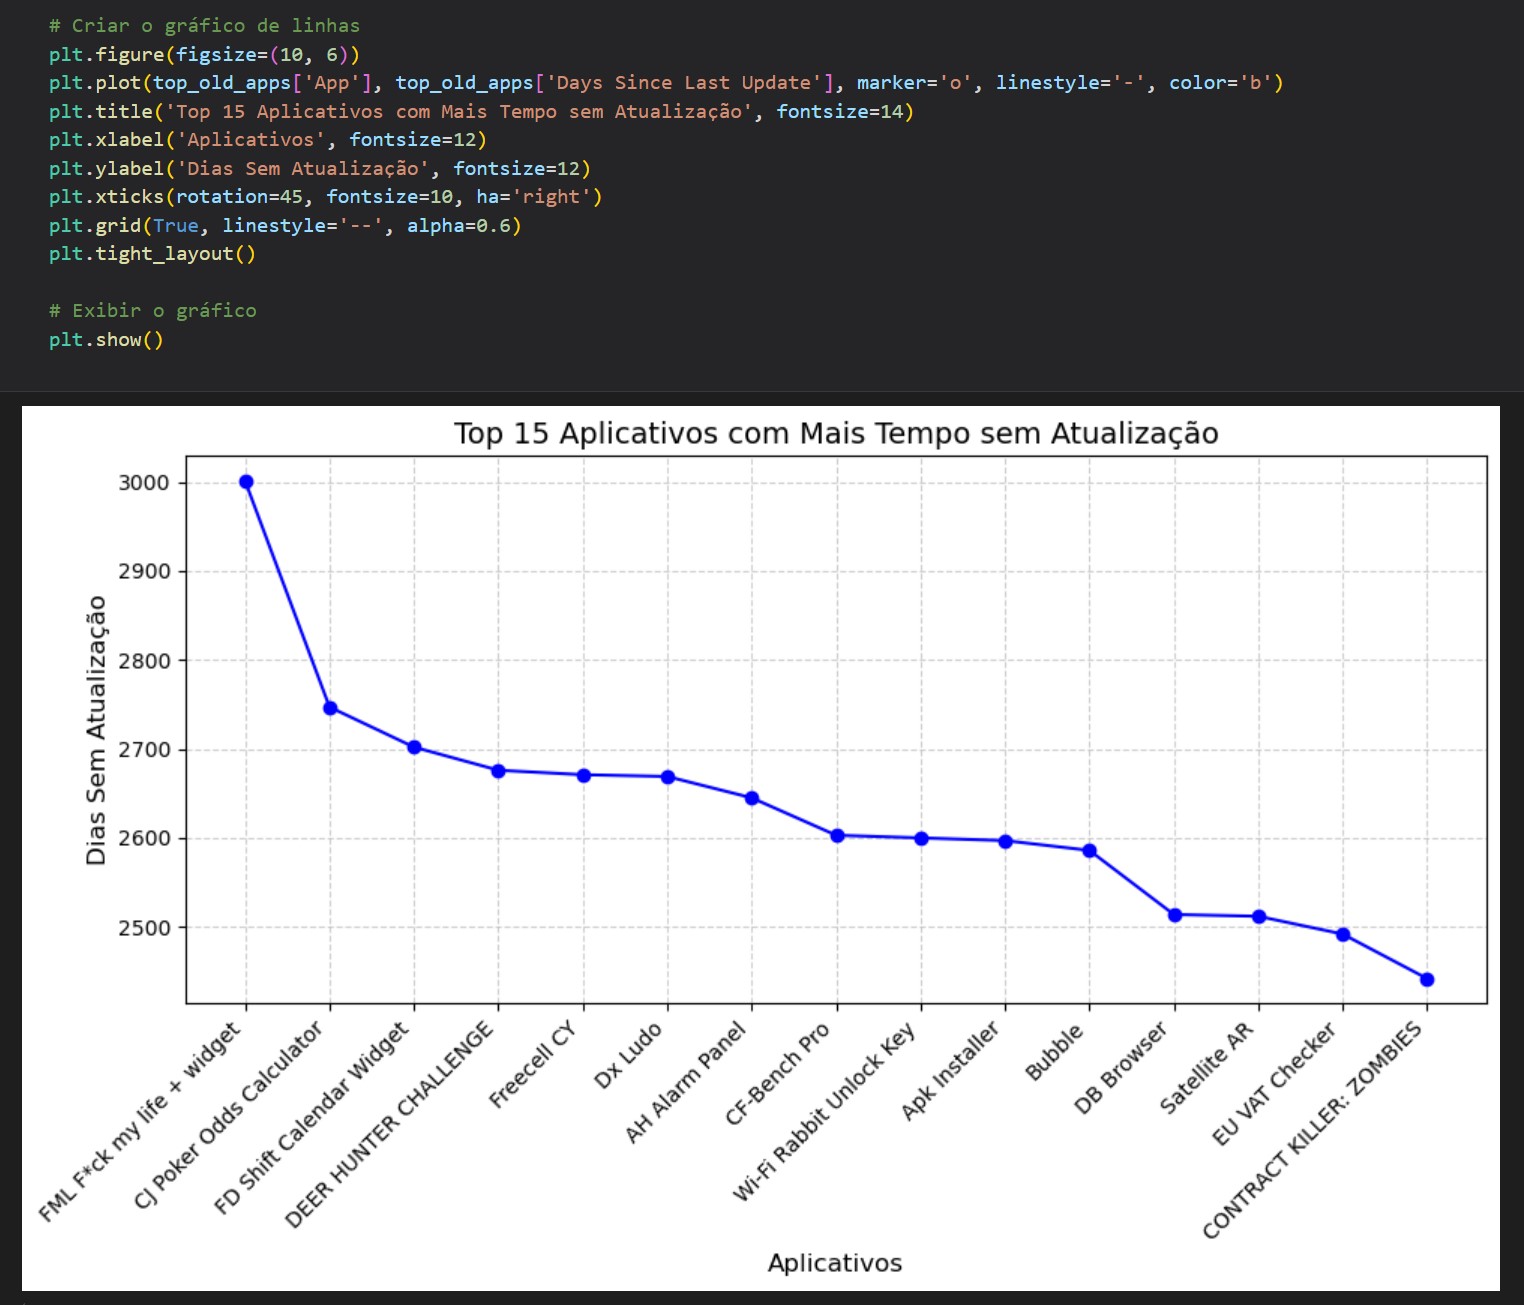 # Criar o gráfico de linhas
plt.figure(figsize=(10, 6))
plt.plot(top_old_apps['App'], top_old_apps['Days Since Last Update'], marker='o', linestyle='-', color='b')
plt.title('Top 15 Aplicativos com Mais Tempo sem Atualização', fontsize=14)
plt.xlabel('Aplicativos', fontsize=12)
plt.ylabel('Dias Sem Atualização', fontsize=12)
plt.xticks(rotation=45, fontsize=10, ha='right')
plt.grid(True, linestyle='--', alpha=0.6)
plt.tight_layout()
# Exibir o gráfico
plt.show()
Top 15 Aplicativos com Mais Tempo sem Atualização
Dias Sem Atualização
3000
2900
2800
2700
2600
2500
FML F*ck my life + widget
CJ Poker Odds Calculator
FD Shift Calendar Widget
DEER HUNTER CHALLENGE
Freecell CY
Dx Ludo
AH Alarm Panel
CF-Bench Pro
Wi-Fi Rabbit Unlock Key
Apk Installer
Bubble
DB Browser
Satellite AR
EU VAT Checker
CONTRACT KILLER: ZOMBIES
Aplicativos